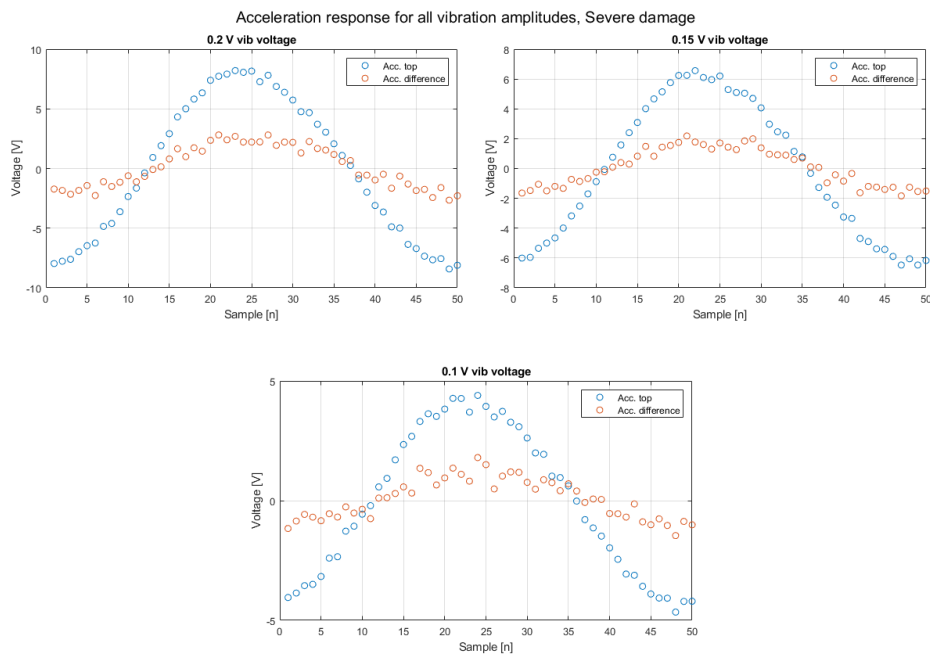 Acceleration response for all vibration amplitudes, Severe damage
0.2 V vib voltage
10
5
0
-5
-10
Voltage [V]
0 5 10 15 20 25 30 35 40 45 50
Sample [n]
Acc. top
Acc. difference
0.15 V vib voltage
8
6
4
2
0
-2
-4
-6
-8
Voltage [V]
0 5 10 15 20 25 30 35 40 45 50
Sample [n]
Acc. top
Acc. difference
0.1 V vib voltage
5
0
-5
Voltage [V]
0 5 10 15 20 25 30 35 40 45 50
Sample [n]
Acc. top
Acc. difference